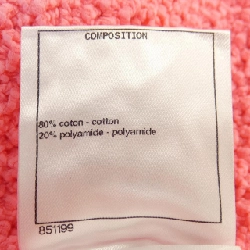 COMPOSITION
80% coton - cotton
20% polyamide - polyamide
851199